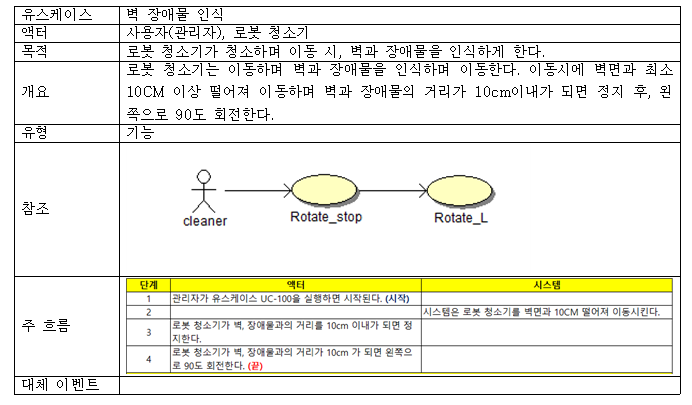 유스케이스 벽 장애물 인식
액터 사용자(관리자), 로봇 청소기
목적 로봇 청소기가 청소하며 이동 시, 벽과 장애물을 인식하게 한다.
개요 로봇 청소기는 이동하며 벽과 장애물을 인식하며 이동한다. 이동시에 벽면과 최소
10CM 이상 떨어져 이동하며 벽과 장애물의 거리가 10cm이내가 되면 정지 후, 왼
쪽으로 90도 회전한다.
유형 기능
참조
cleaner Rotate_stop Rotate_L
주 흐름
단계 액터 시스템
1 관리자가 유스케이스 UC-100을 실행하면 시작된다. (시작)
2 시스템은 로봇 청소기를 벽면과 10CM 떨어져 이동시킨다.
3 로봇 청소기가 벽, 장애물과의 거리를 10cm 이내가 되면 정
지한다.
4 로봇 청소기가 벽, 장애물과의 거리가 10cm 가 되면 왼쪽으
로 90도 회전한다. (끝)
대체 이벤트